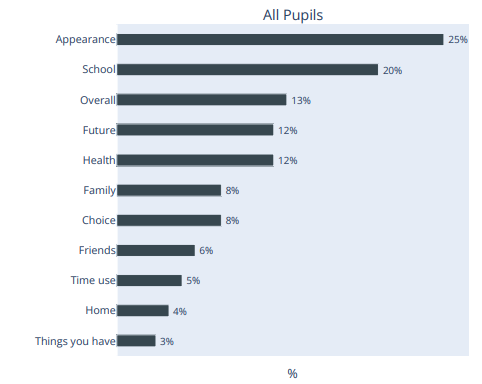 All Pupils
Appearance 25%
School 20%
Overall 13%
Future 12%
Health 12%
Family 8%
Choice 8%
Friends 6%
Time use 5%
Home 4%
Things you have 3%
%